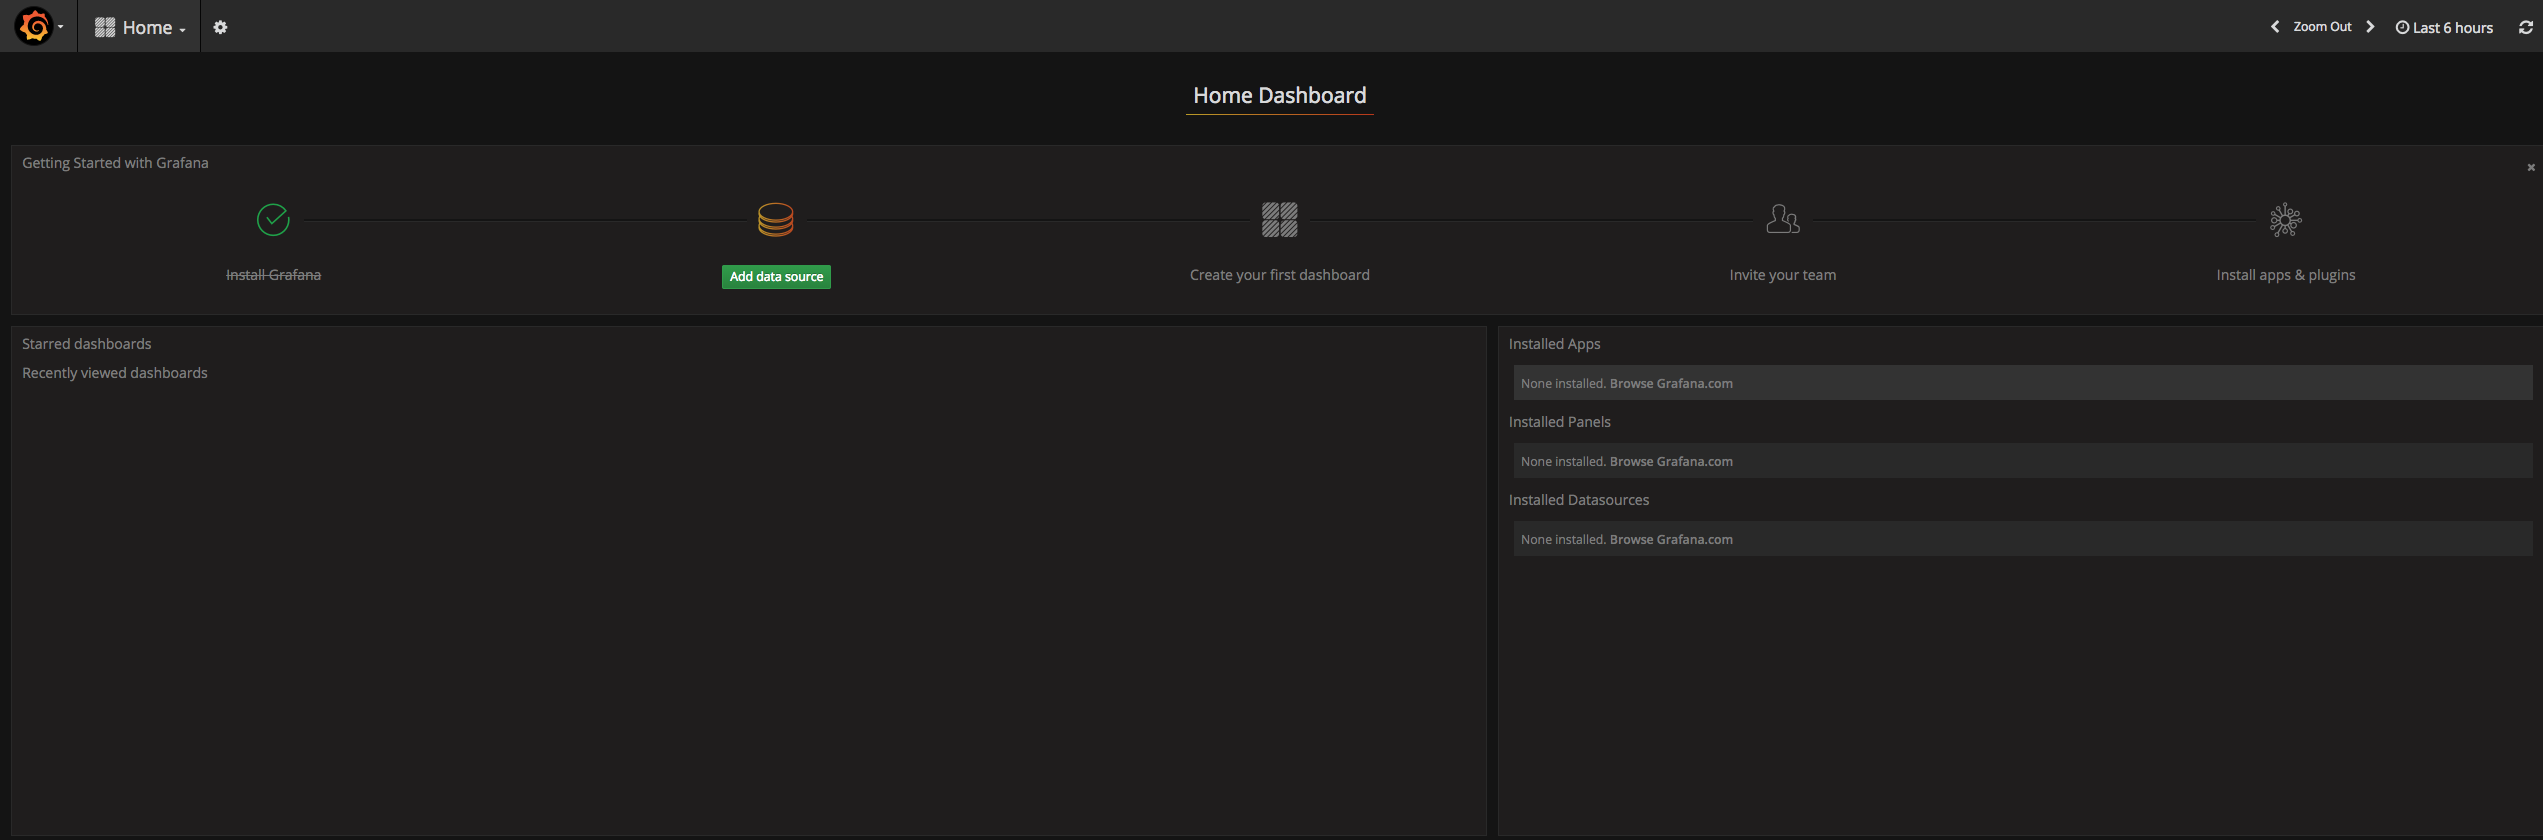 Home
Zoom Out
Last 6 hours
Home Dashboard
Getting Started with Grafana
Install Grafana
Add data source
Create your first dashboard
Invite your team
Install apps & plugins
Starred dashboards
Recently viewed dashboards
Installed Apps
None installed. Browse Grafana.com
Installed Panels
None installed. Browse Grafana.com
Installed Datasources
None installed. Browse Grafana.com